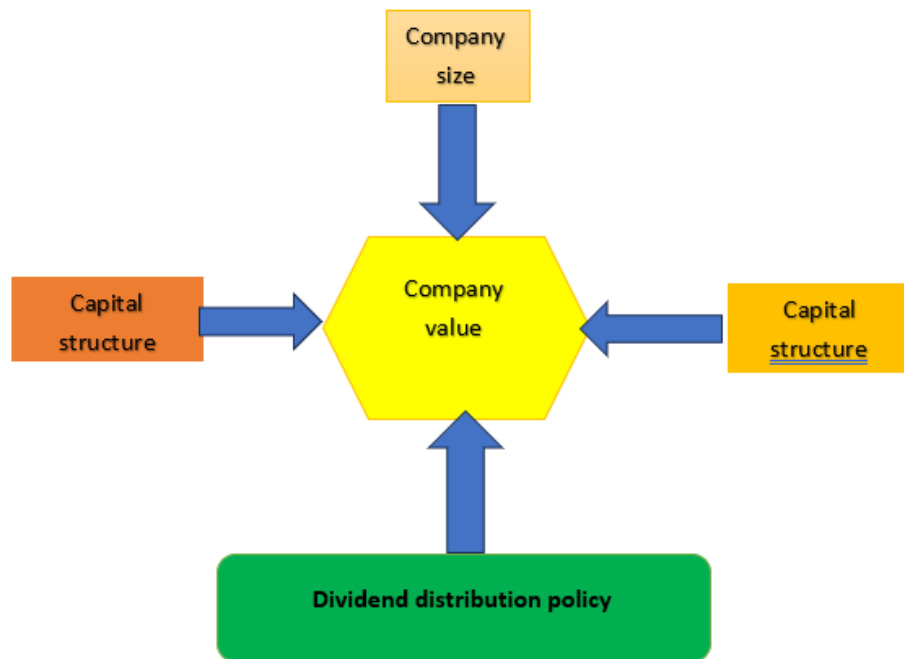 Company
size
Capital
structure
Company
value
Capital
structure
Dividend distribution policy